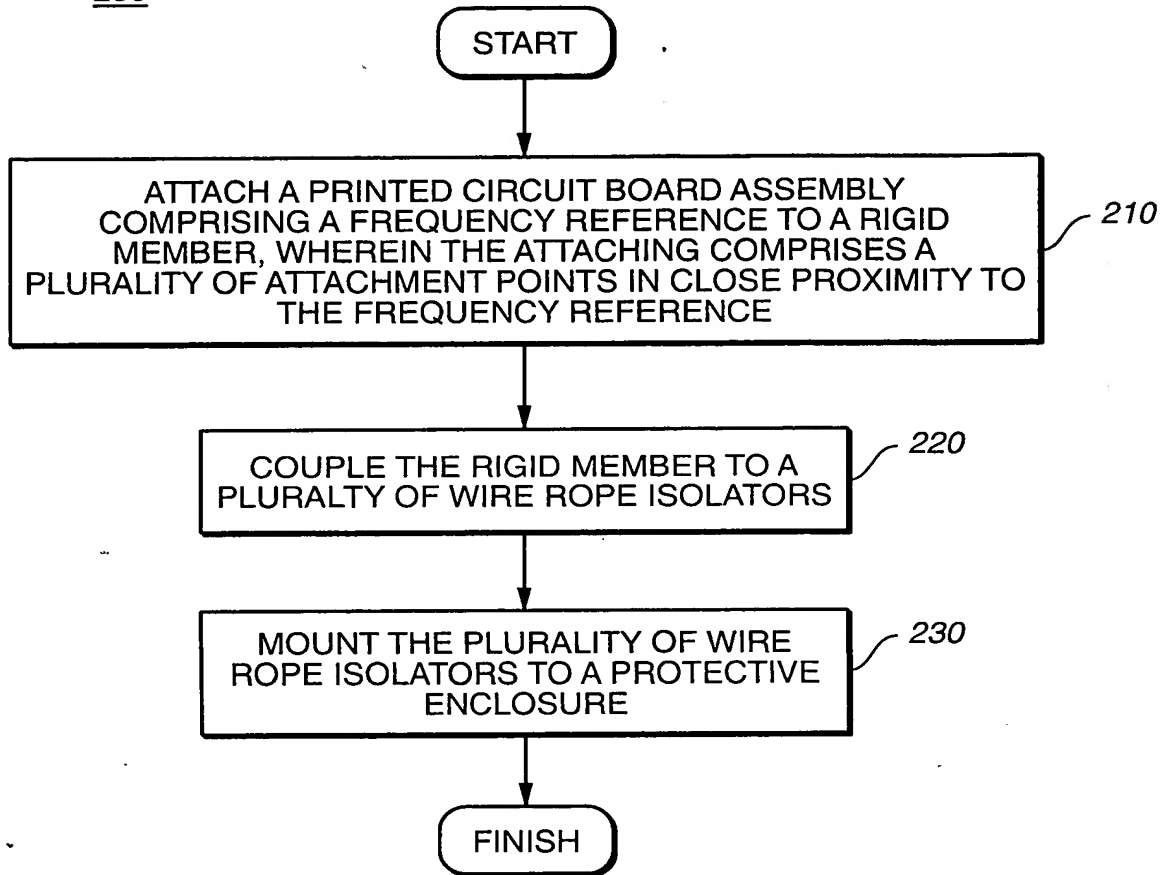 START
ATTACH A PRINTED CIRCUIT BOARD ASSEMBLY
COMPRISING A FREQUENCY REFERENCE TO A RIGID
MEMBER, WHEREIN THE ATTACHING COMPRISES A
PLURALITY OF ATTACHMENT POINTS IN CLOSE PROXIMITY TO
THE FREQUENCY REFERENCE
210
COUPLE THE RIGID MEMBER TO A
PLURALTY OF WIRE ROPE ISOLATORS
220
MOUNT THE PLURALITY OF WIRE
ROPE ISOLATORS TO A PROTECTIVE
ENCLOSURE
230
FINISH